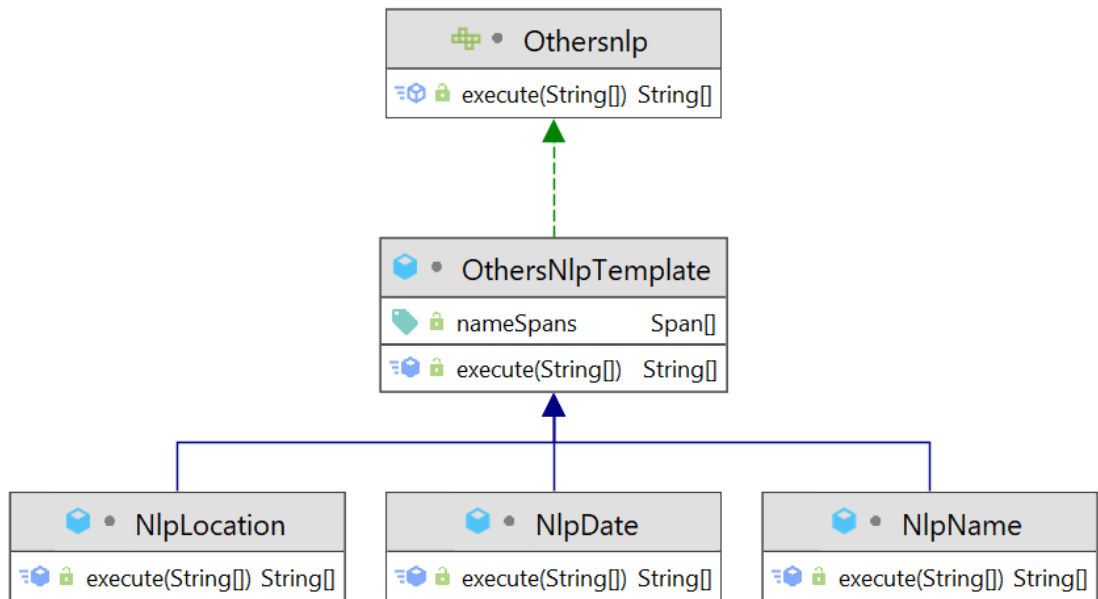 Othersnlp
execute(String[]) String[]
OthersNlpTemplate
nameSpans Span[]
execute(String[]) String[]
NlpLocation
execute(String[]) String[]
NlpDate
execute(String[]) String[]
NlpName
execute(String[]) String[]